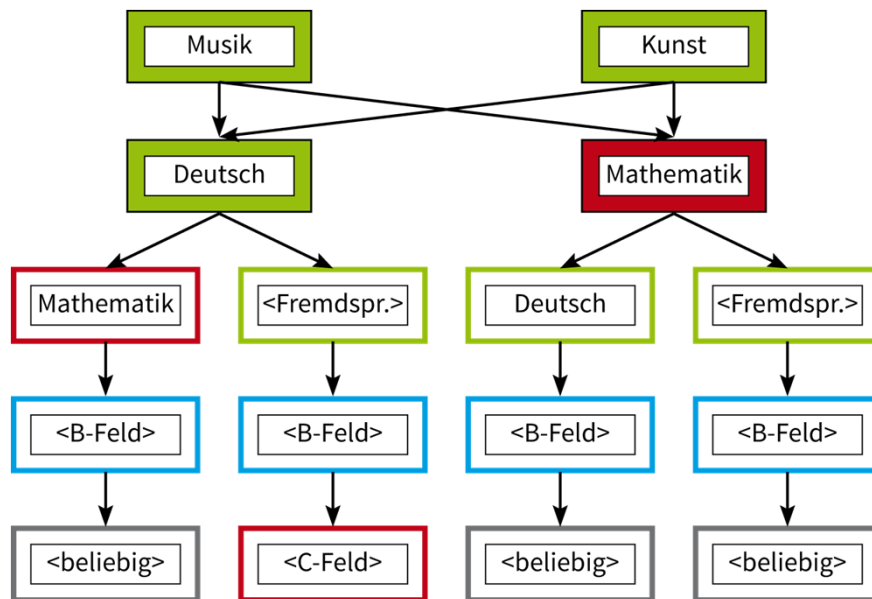 Musik
Kunst
Deutsch
Mathematik
Mathematik
<Fremdspr.>
Deutsch
<Fremdspr.>
<B-Feld>
<B-Feld>
<B-Feld>
<B-Feld>
<beliebig>
<C-Feld>
<beliebig>
<beliebig>